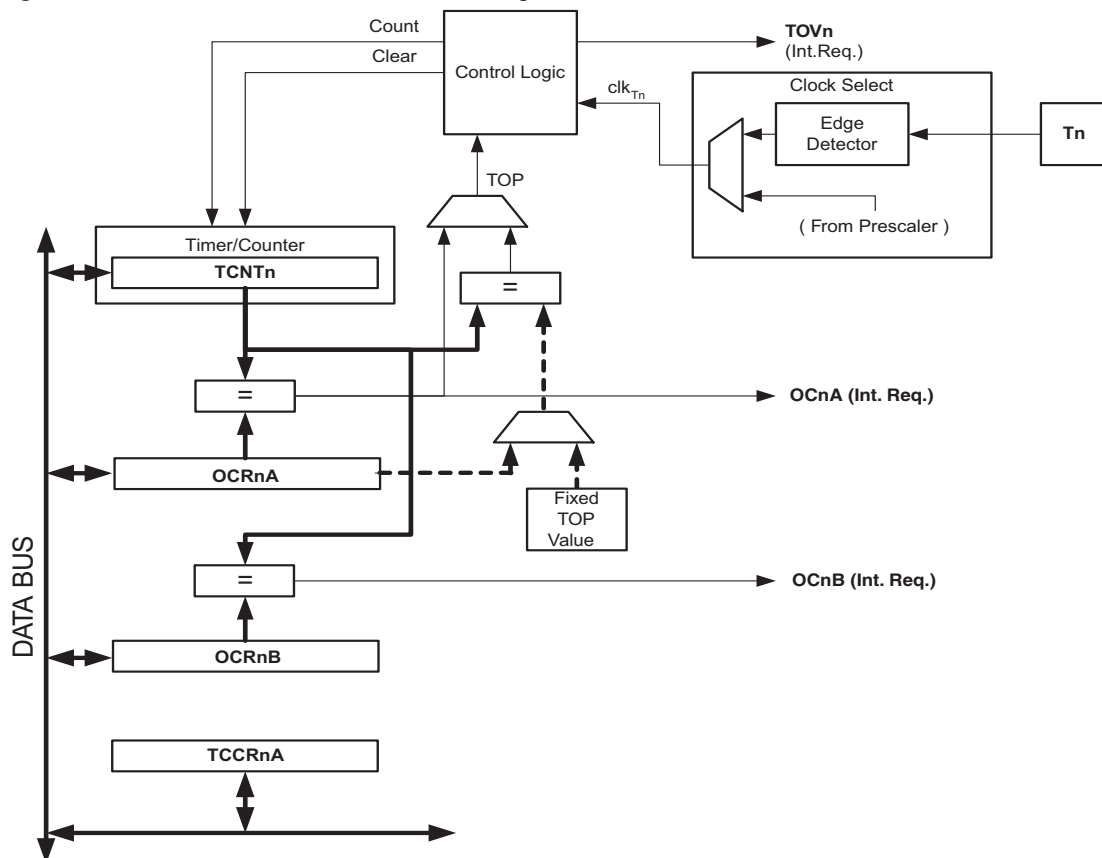 Count
Clear
Control Logic
TOVn
(Int.Req.)
clkTn
Clock Select
Edge
Detector
Tn
( From Prescaler )
TOP
Timer/Counter
TCNTn
=
=
OCnA (Int. Req.)
OCRnA
Fixed
TOP
Value
=
OCnB (Int. Req.)
OCRnB
TCCRnA
DATA BUS